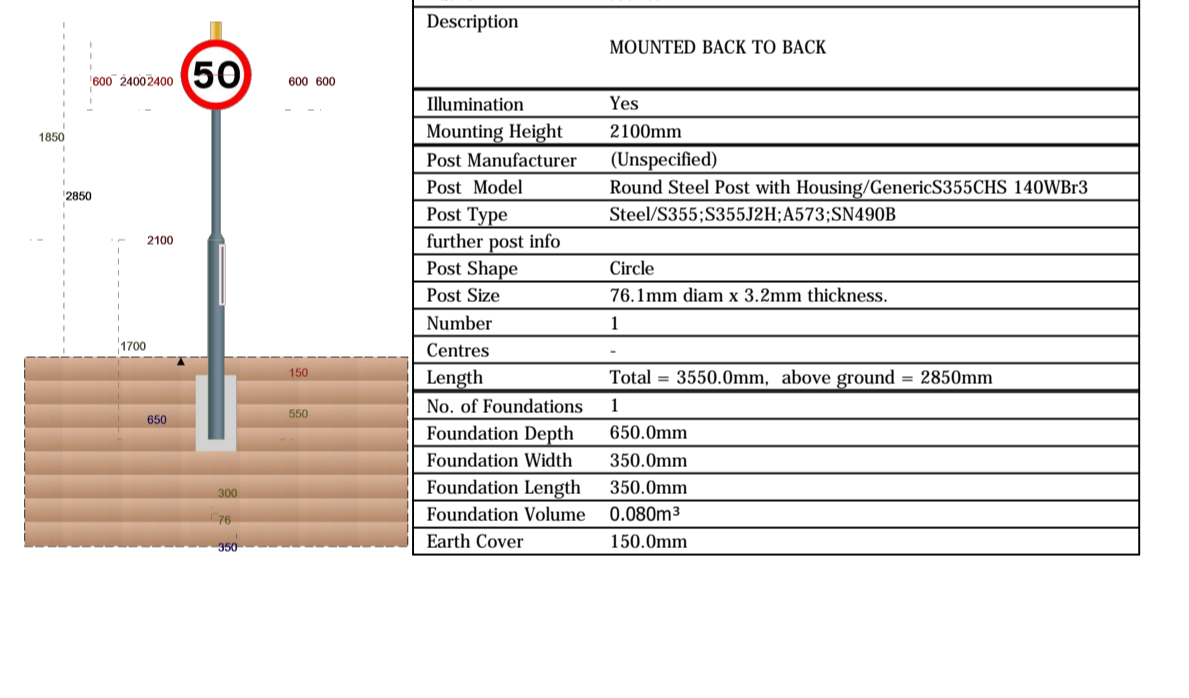 50
600 2400 2400
600 600
1850
2850
2100
1700
150
650
550
300
76
350
Description
MOUNTED BACK TO BACK
Illumination Yes
Mounting Height 2100mm
Post Manufacturer (Unspecified)
Post Model Round Steel Post with Housing/GenericS355CHS 140WBr3
Post Type Steel/S355;S355J2H;A573;SN490B
further post info
Post Shape Circle
Post Size 76.1mm diam x 3.2mm thickness.
Number 1
Centres -
Length Total = 3550.0mm, above ground = 2850mm
No. of Foundations 1
Foundation Depth 650.0mm
Foundation Width 350.0mm
Foundation Length 350.0mm
Foundation Volume 0.080m³
Earth Cover 150.0mm